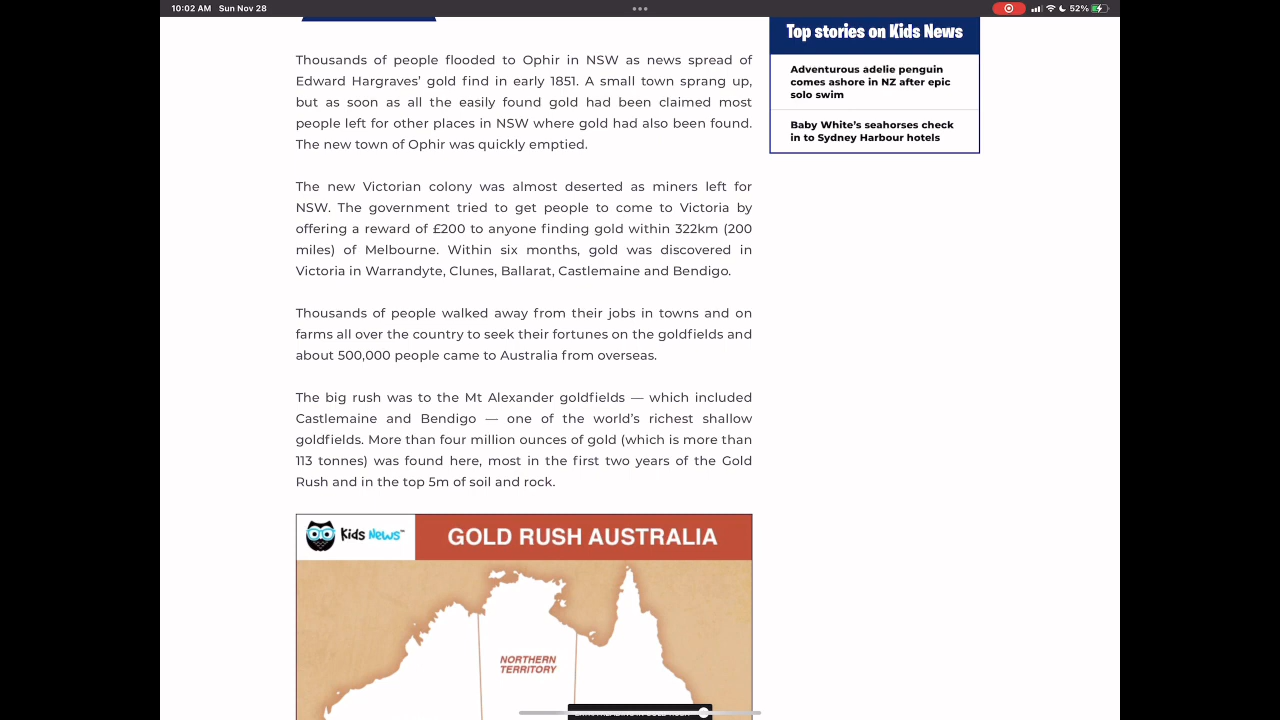 10:02 AM Sun Nov 28
52%
Top stories on Kids News
Adventurous adelie penguin
comes ashore in NZ after epic
solo swim
Baby White's seahorses check
in to Sydney Harbour hotels
Thousands of people flooded to Ophir in NSW as news spread of
Edward Hargraves' gold find in early 1851. A small town sprang up,
but as soon as all the easily found gold had been claimed most
people left for other places in NSW where gold had also been found.
The new town of Ophir was quickly emptied.
The new Victorian colony was almost deserted as miners left for
NSW. The government tried to get people to come to Victoria by
offering a reward of £200 to anyone finding gold within 322km (200
miles) of Melbourne. Within six months, gold was discovered in
Victoria in Warrandyte, Clunes, Ballarat, Castlemaine and Bendigo.
Thousands of people walked away from their jobs in towns and on
farms all over the country to seek their fortunes on the goldfields and
about 500,000 people came to Australia from overseas.
The big rush was to the Mt Alexander goldfields — which included
Castlemaine and Bendigo — one of the world's richest shallow
goldfields. More than four million ounces of gold (which is more than
113 tonnes) was found here, most in the first two years of the Gold
Rush and in the top 5m of soil and rock.
Kids News™
GOLD RUSH AUSTRALIA
NORTHERN
TERRITORY